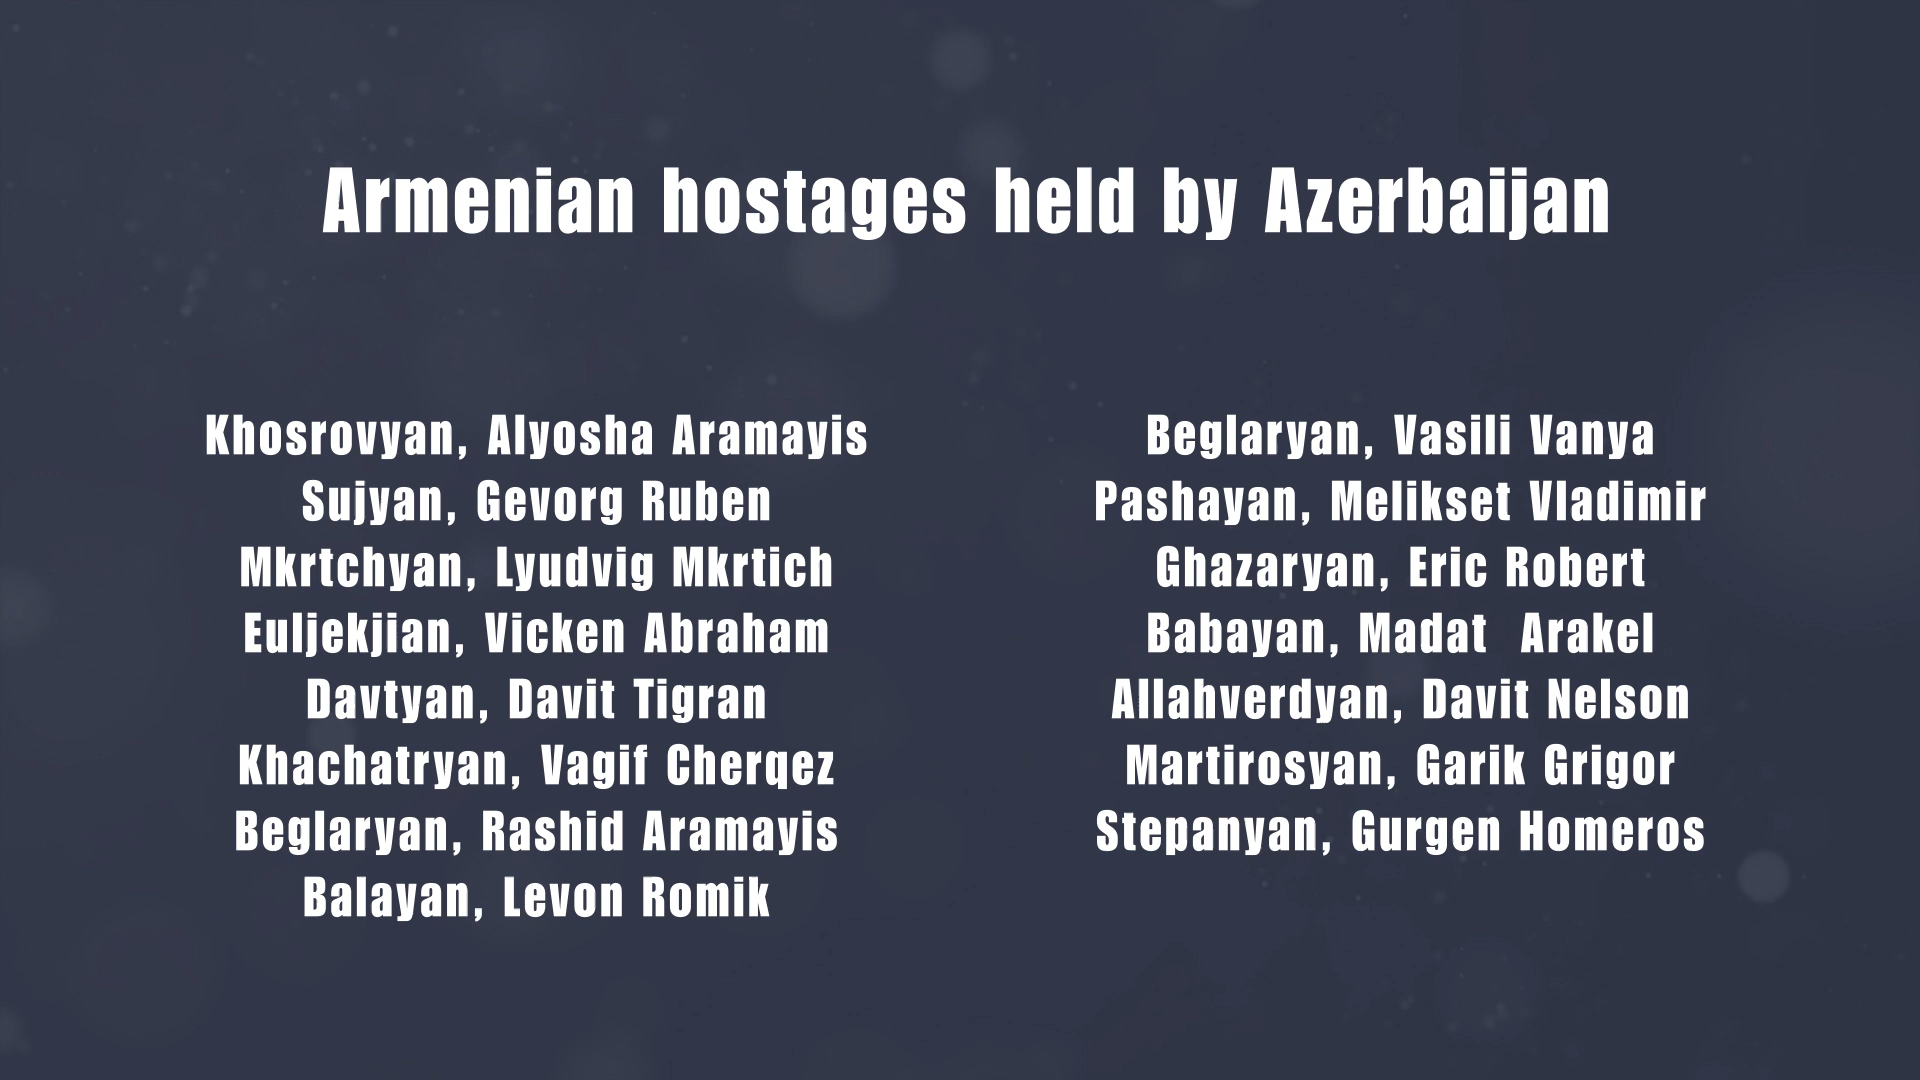 Armenian hostages held by Azerbaijan
Khosrovyan, Alyosha Aramayis
Sujyan, Gevorg Ruben
Mkrtchyan, Lyudvig Mkrtich
Euljekjian, Vicken Abraham
Davtyan, Davit Tigran
Khachatryan, Vagif Cherqez
Beglaryan, Rashid Aramayis
Balayan, Levon Romik
Beglaryan, Vasili Vanya
Pashayan, Melikset Vladimir
Ghazaryan, Eric Robert
Babayan, Madat  Arakel
Allahverdyan, Davit Nelson
Martirosyan, Garik Grigor
Stepanyan, Gurgen Homeros